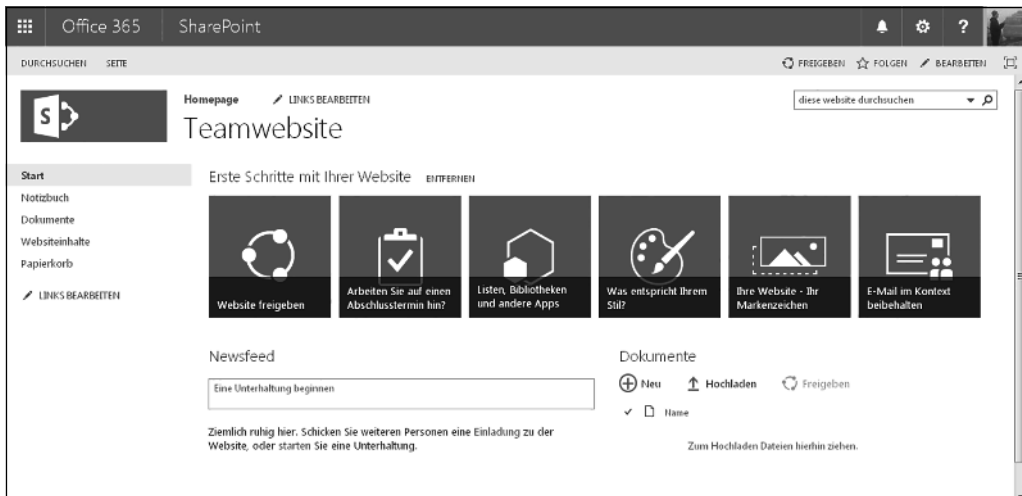 Office 365 SharePoint ?
DURCHSUCHEN SEITE FREIGEBEN FOLGEN BEARBEITEN
S
Homepage LINKS BEARBEITEN
diese website durchsuchen
Teamwebsite
Start
Notizbuch
Dokumente
Websiteinhalte
Papierkorb
LINKS BEARBEITEN
Erste Schritte mit Ihrer Website ENTFERNEN
Website freigeben
Arbeiten Sie auf einen
Abschlusstermin hin?
Listen, Bibliotheken
und andere Apps
Was entspricht Ihrem
Stil?
Ihre Website - Ihr
Markenzeichen
E-Mail im Kontext
beibehalten
Newsfeed
Eine Unterhaltung beginnen
Ziemlich ruhig hier. Schicken Sie weiteren Personen eine Einladung zu der
Website, oder starten Sie eine Unterhaltung.
Dokumente
Neu Hochladen Freigeben
Name
Zum Hochladen Dateien hierhin ziehen.